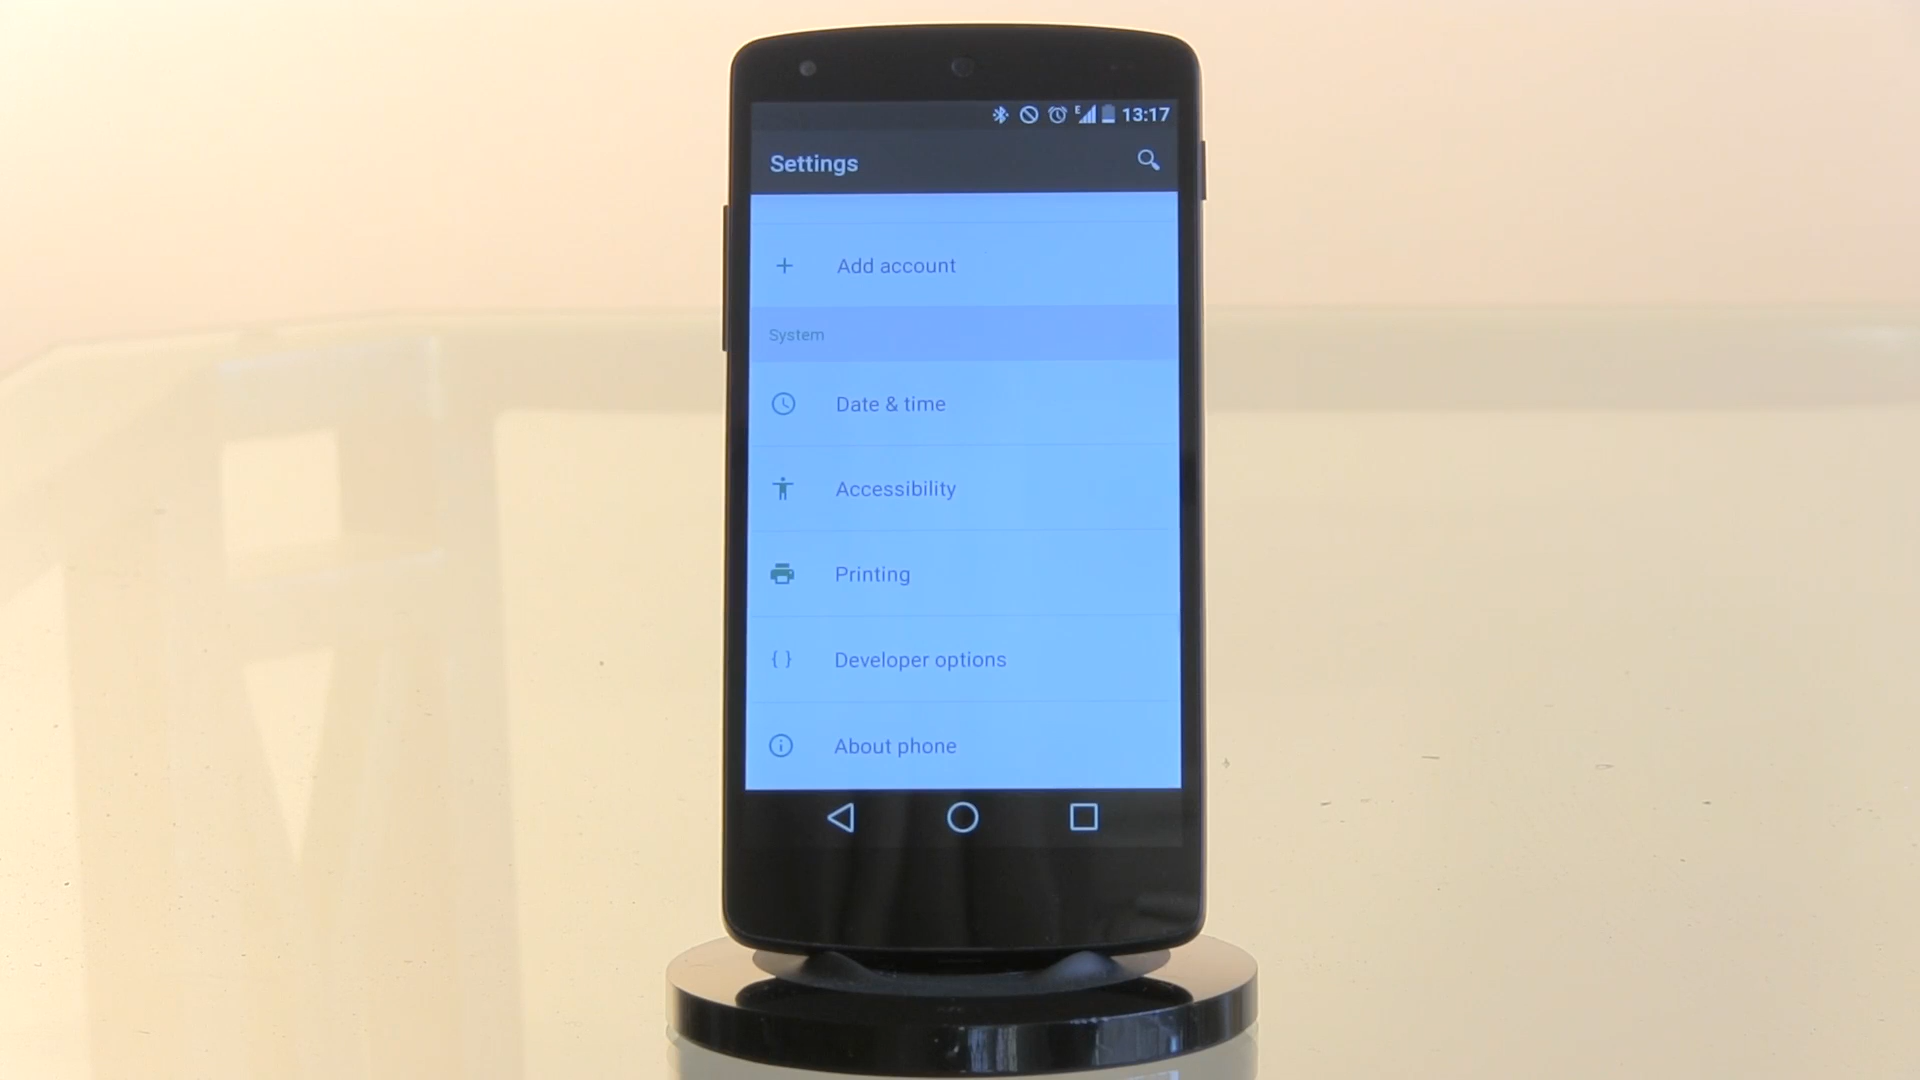 E 13:17
Settings
Add account
System
Date & time
Accessibility
Printing
{ } Developer options
About phone